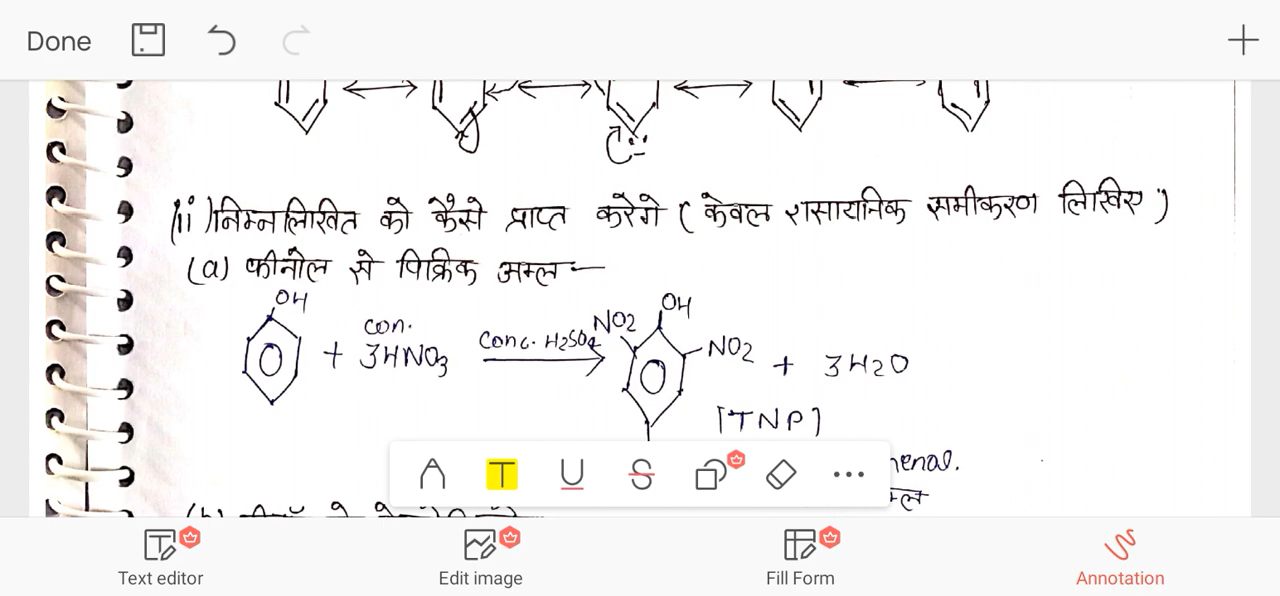 Done
(ii) निम्नलिखित को कैसे प्राप्त करेगे (केवल रासायनिक समीकरण लिखिए)
(a) फीनोल से पिक्रिक अम्ल
OH + con. 3HNO3 Conc. H2SO4 NO2 OH NO2 + 3H2O
[TNP]
henal.
म्ल
Text editor Edit image Fill Form Annotation